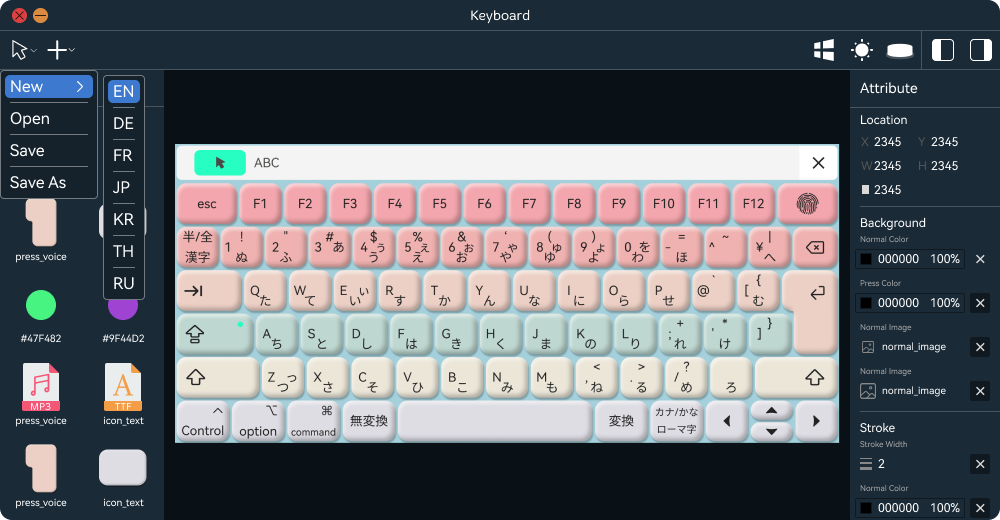 Keyboard
New
Open
Save
Save As
EN
DE
FR
JP
KR
TH
RU
press_voice
#47F482
#9F44D2
MP3
TTF
press_voice
icon_text
press_voice
icon_text
ABC
esc F1 F2 F3 F4 F5 F6 F7 F8 F9 F10 F11 F12
半/全 漢字
1 ! ぬ
2 " ふ
3 # あ
4 $ う ぅ
5 % え ぇ
6 & お ぉ
7 ' や ゃ
8 ( ゆ ゅ
9 ) よ ょ
0 を わ
- = ほ
^ ~ へ
¥ |
Q た
W て
E い ぃ
R す
T か
Y ん
U な
I に
O ら
P せ
@ `
[ { む
A ち
S と
D し
F は
G き
H く
J ま
K の
L り
; + れ
, * け
] }
Z つ っ
X さ
C そ
V ひ
B こ
N み
M も
, < ね
. > る
/ ? め
ろ
Control
⌥ option
⌘ command
無変換
変換
カナ/かな
ローマ字
Attribute
Location
X 2345 Y 2345
W 2345 H 2345
2345
Background
Normal Color
000000 100%
Press Color
000000 100%
Normal Image
normal_image
Normal Image
normal_image
Stroke
Stroke Width
2
Normal Color
000000 100%